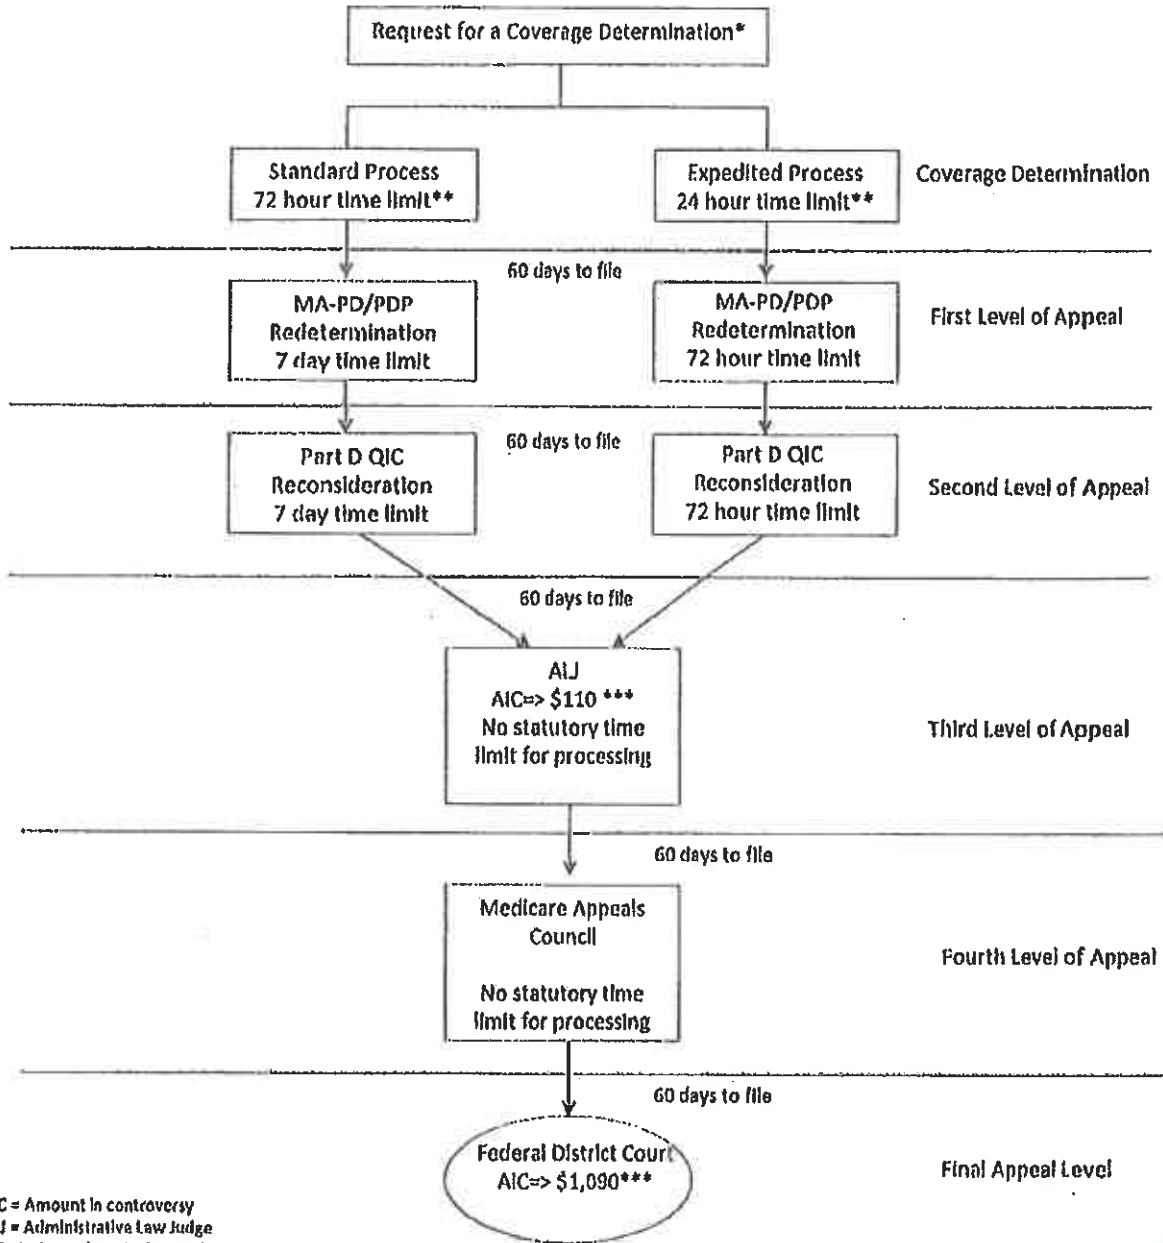 Request for a Coverage Determination*
Standard Process
72 hour time limit**
Expedited Process
24 hour time limit**
Coverage Determination
60 days to file
MA-PD/PDP
Redetermination
7 day time limit
MA-PD/PDP
Redetermination
72 hour time limit
First Level of Appeal
60 days to file
Part D QIC
Reconsideration
7 day time limit
Part D QIC
Reconsideration
72 hour time limit
Second Level of Appeal
60 days to file
ALJ
AIC=> $110 ***
No statutory time
limit for processing
Third Level of Appeal
60 days to file
Medicare Appeals
Council
No statutory time
limit for processing
Fourth Level of Appeal
60 days to file
Federal District Court
AIC=> $1,090***
Final Appeal Level
C = Amount in controversy
J = Administrative Law Judge